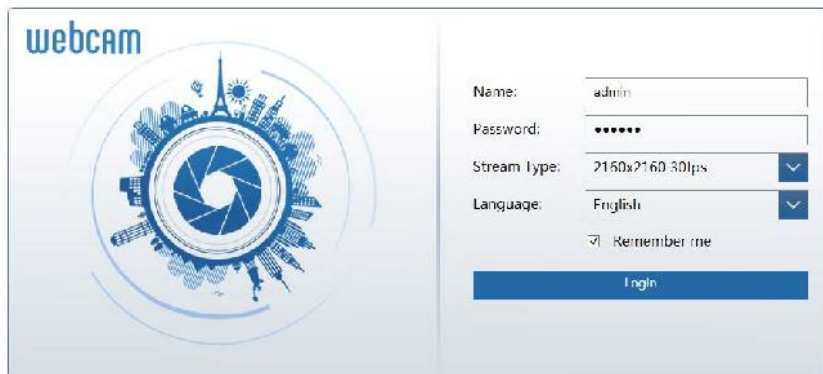 webcam
Name: admin
Password: ••••••
Stream Type: 2160x2160 30fps
Language: English
Remember me
Login